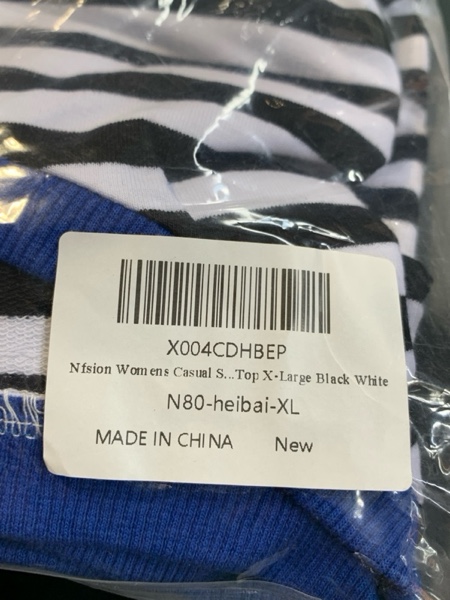 X004CDHBEP
Nfsion Womens Casual S...Top X-Large Black White
N80-heibai-XL
MADE IN CHINA New